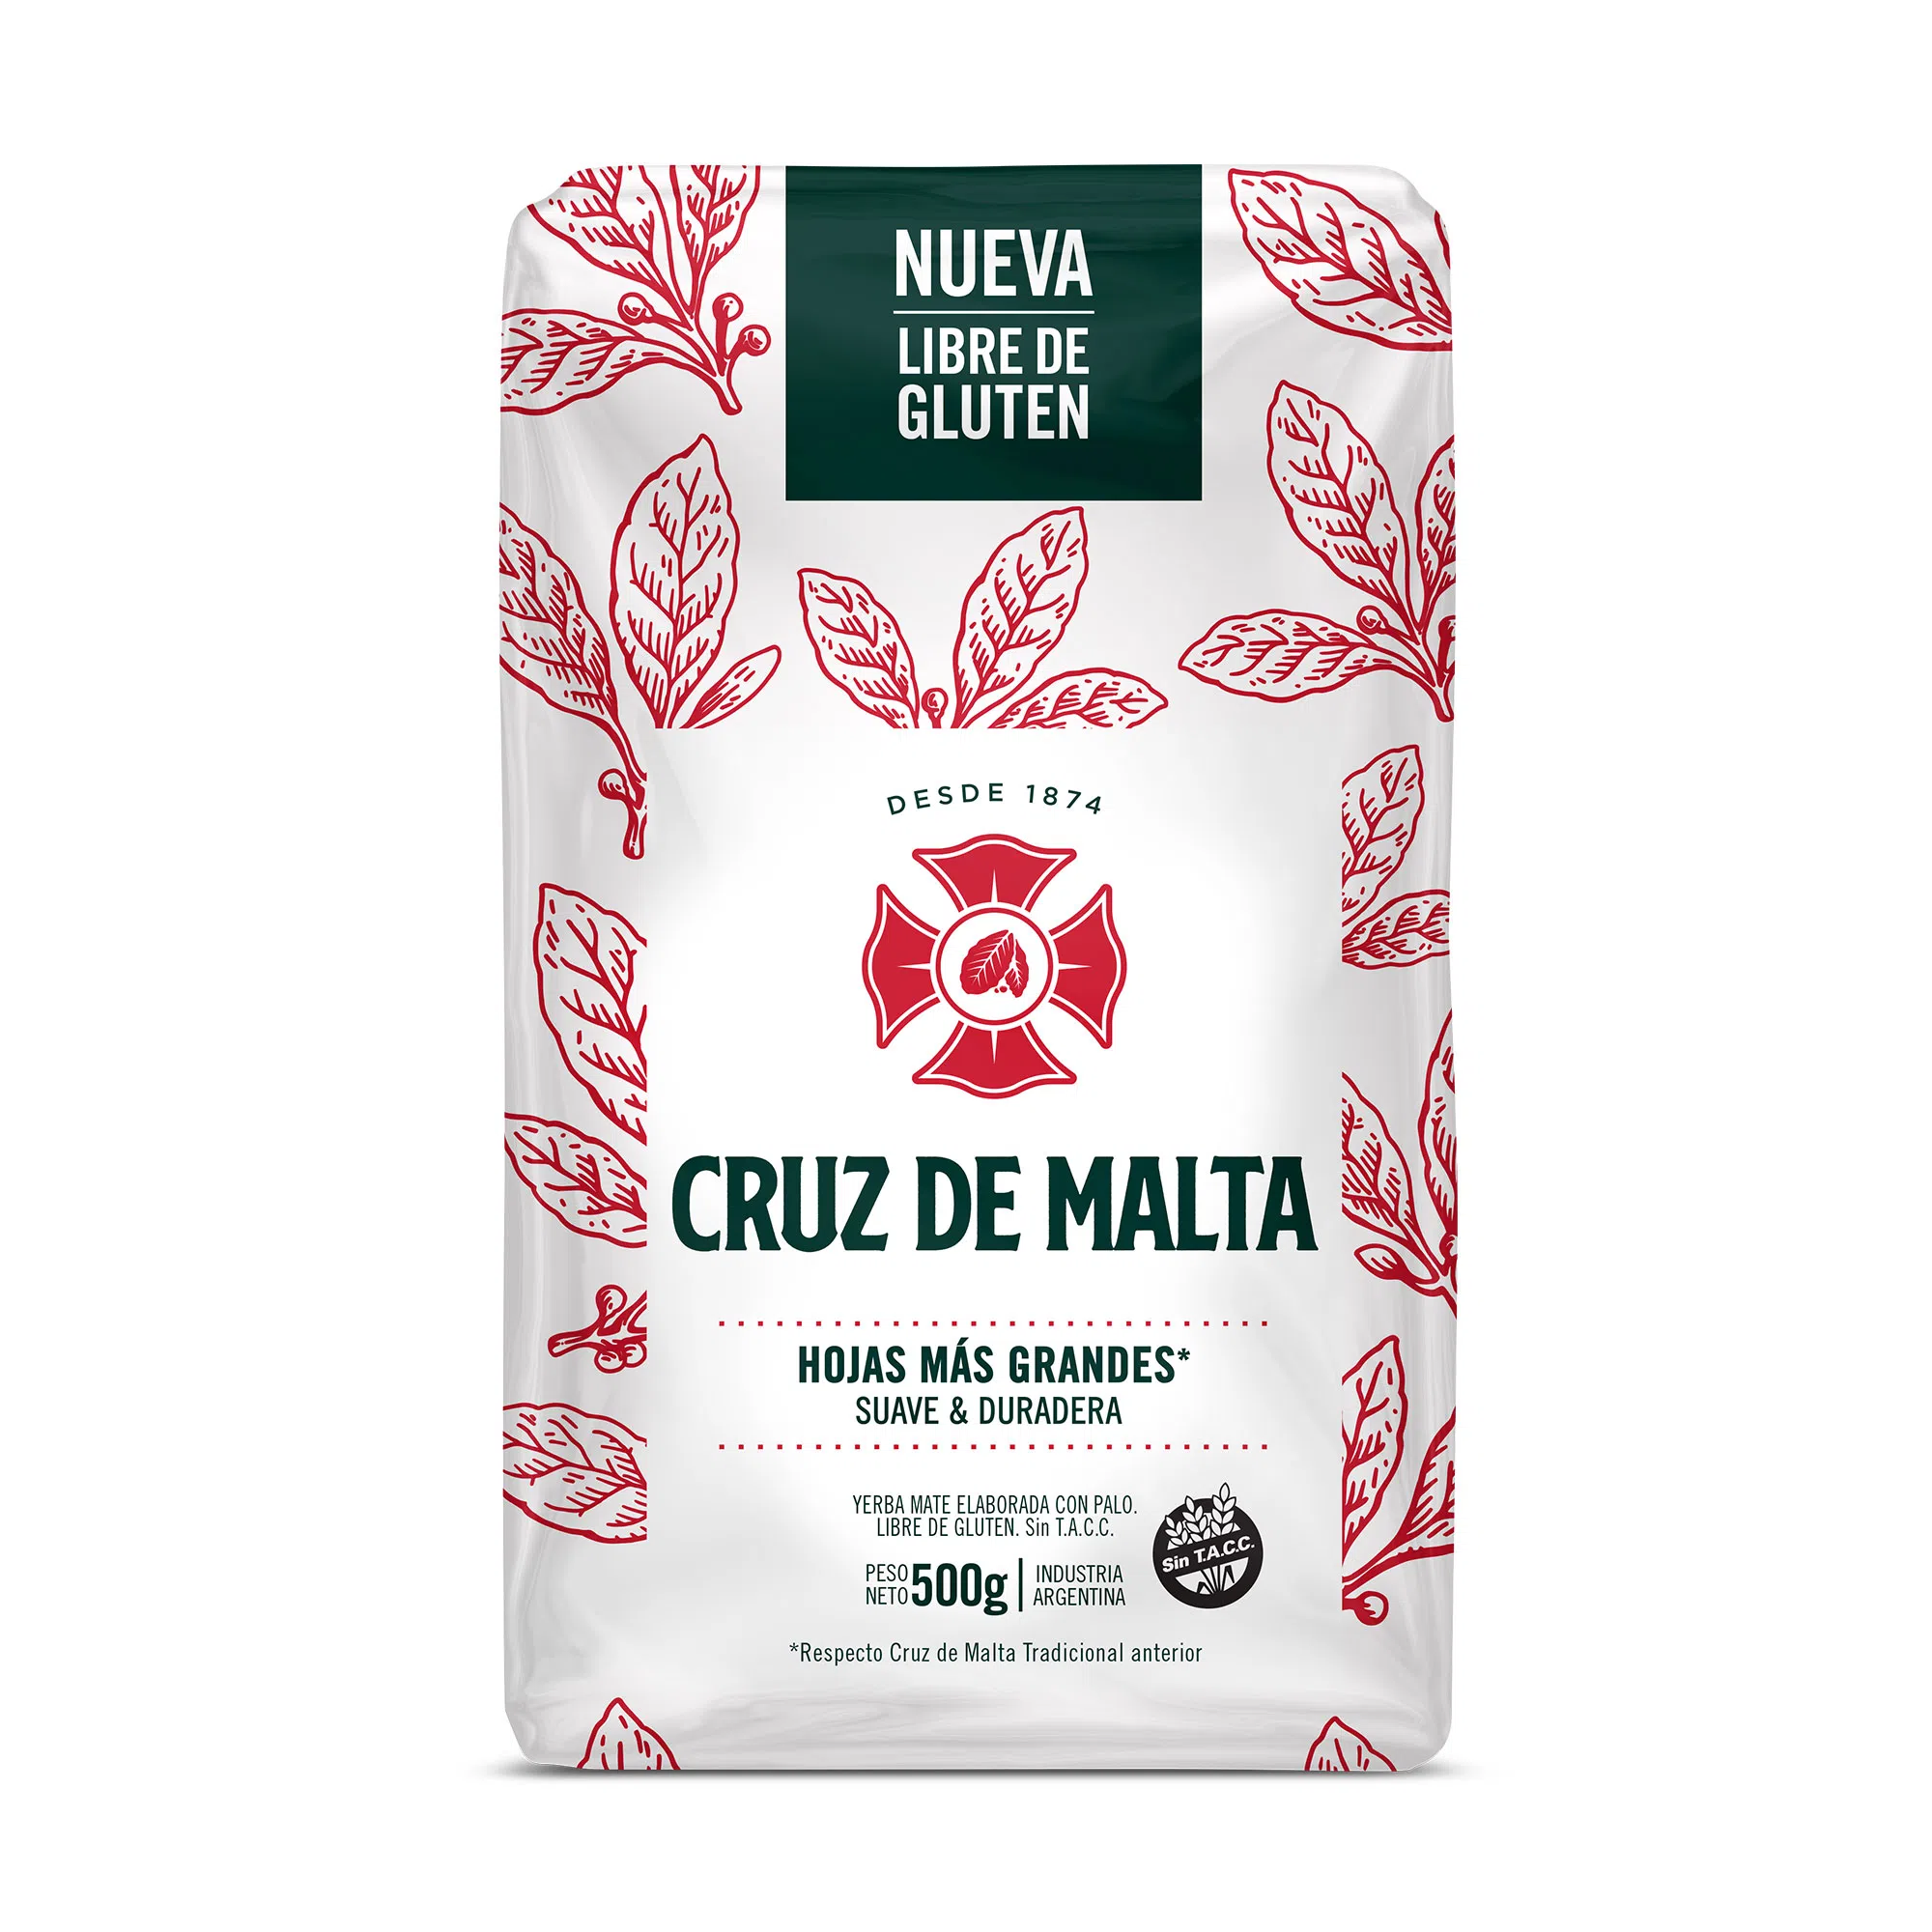 NUEVA
LIBRE DE
GLUTEN
DESDE 1874
CRUZ DE MALTA
HOJAS MÁS GRANDES*
SUAVE & DURADERA
YERBA MATE ELABORADA CON PALO.
LIBRE DE GLUTEN. Sin T.A.C.C.
Sin T.A.C.C.
PESO
NETO 500g
INDUSTRIA
ARGENTINA
*Respecto Cruz de Malta Tradicional anterior